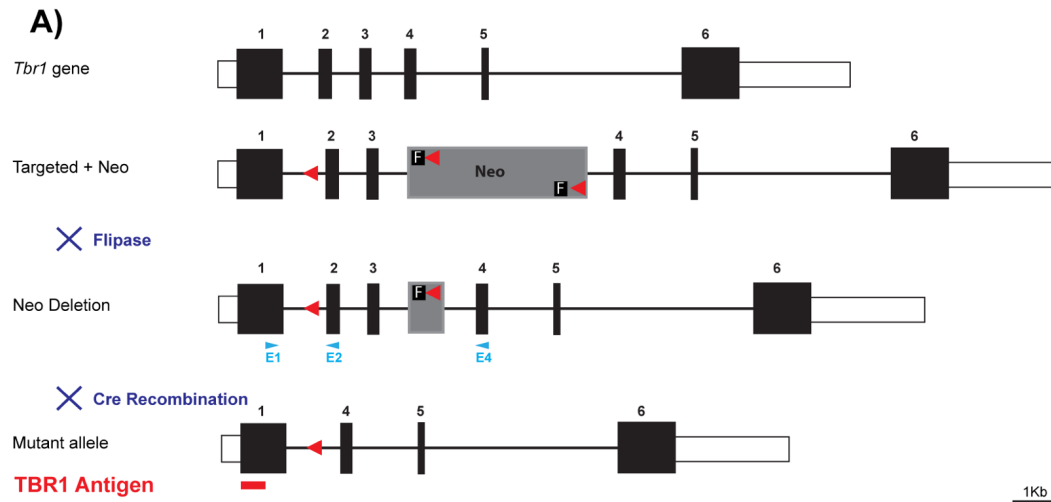 A)
1 2 3 4 5 6
Tbr1 gene
1 2 3 4 5 6
Targeted + Neo
F
Neo
F
Flipase
1 2 3 4 5 6
Neo Deletion
F
E1 E2 E4
Cre Recombination
1 4 5 6
Mutant allele
TBR1 Antigen
1Kb